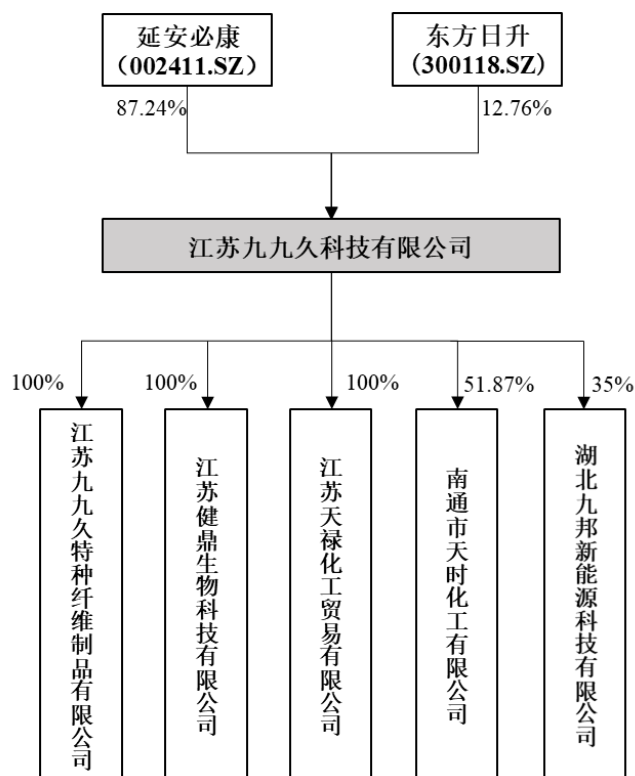 延安必康
（002411.SZ）
东方日升
（300118.SZ）
87.24%
12.76%
江苏九九久科技有限公司
100%
100%
100%
51.87%
35%
江苏九九久特种纤维制品有限公司
江苏健鼎生物科技有限公司
江苏天禄化工贸易有限公司
南通市天时化工有限公司
湖北九邦新能源科技有限公司